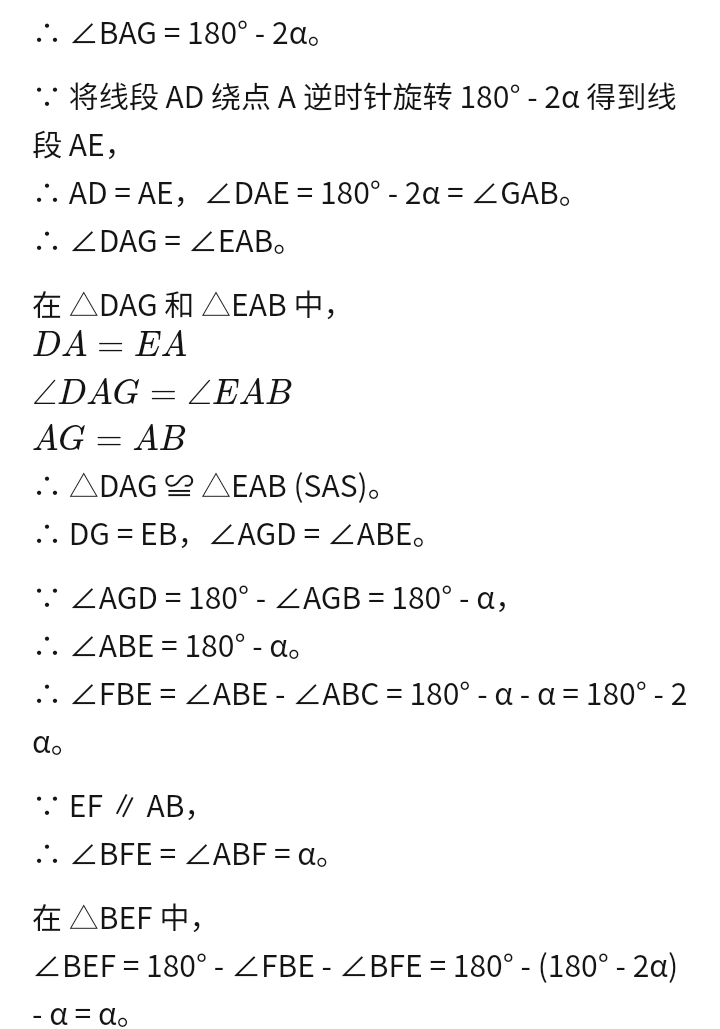 ∴ ∠BAG = 180° - 2α。
∵ 将线段 AD 绕点 A 逆时针旋转 180° - 2α 得到线
段 AE，
∴ AD = AE，∠DAE = 180° - 2α = ∠GAB。
∴ ∠DAG = ∠EAB。
在 △DAG 和 △EAB 中，
DA = EA
∠DAG = ∠EAB
AG = AB
∴ △DAG ≌ △EAB (SAS)。
∴ DG = EB，∠AGD = ∠ABE。
∵ ∠AGD = 180° - ∠AGB = 180° - α，
∴ ∠ABE = 180° - α。
∴ ∠FBE = ∠ABE - ∠ABC = 180° - α - α = 180° - 2
α。
∵ EF ∥ AB，
∴ ∠BFE = ∠ABF = α。
在 △BEF 中，
∠BEF = 180° - ∠FBE - ∠BFE = 180° - (180° - 2α)
- α = α。